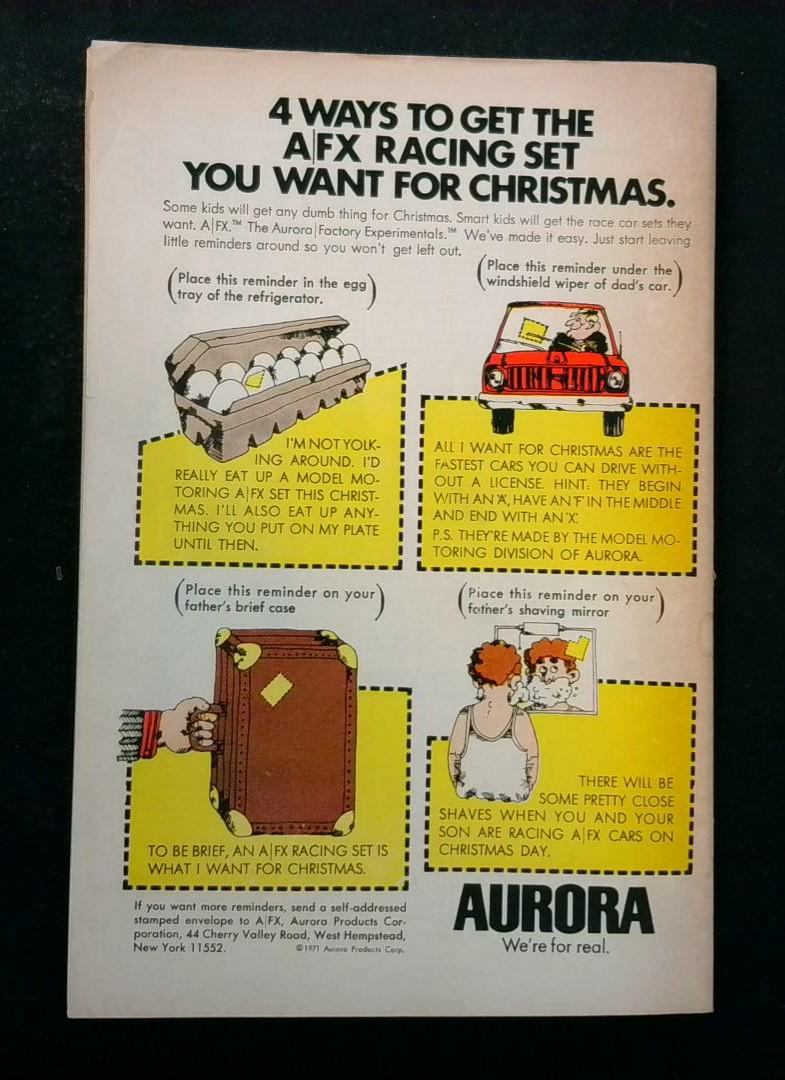 4 WAYS TO GET THE
A|FX RACING SET
YOU WANT FOR CHRISTMAS.
Some kids will get any dumb thing for Christmas. Smart kids will get the race car sets they
want. A|FX.™ The Aurora|Factory Experimentals.™ We've made it easy. Just start leaving
little reminders around so you won't get left out.
(Place this reminder in the egg
tray of the refrigerator.)
I'M NOT YOLK-
ING AROUND. I'D
REALLY EAT UP A MODEL MO-
TORING A|FX SET THIS CHRIST-
MAS. I'LL ALSO EAT UP ANY-
THING YOU PUT ON MY PLATE
UNTIL THEN.
(Place this reminder under the
windshield wiper of dad's car.)
ALL I WANT FOR CHRISTMAS ARE THE
FASTEST CARS YOU CAN DRIVE WITH-
OUT A LICENSE. HINT: THEY BEGIN
WITH AN 'A', HAVE AN 'F' IN THE MIDDLE
AND END WITH AN 'X'.
P.S. THEY'RE MADE BY THE MODEL MO-
TORING DIVISION OF AURORA.
(Place this reminder on your
father's brief case)
TO BE BRIEF, AN A|FX RACING SET IS
WHAT I WANT FOR CHRISTMAS.
(Place this reminder on your
father's shaving mirror)
THERE WILL BE
SOME PRETTY CLOSE
SHAVES WHEN YOU AND YOUR
SON ARE RACING A|FX CARS ON
CHRISTMAS DAY.
If you want more reminders, send a self-addressed
stamped envelope to A|FX, Aurora Products Cor-
poration, 44 Cherry Valley Road, West Hempstead,
New York 11552. ©1971 Aurora Products Corp.
AURORA
We're for real.